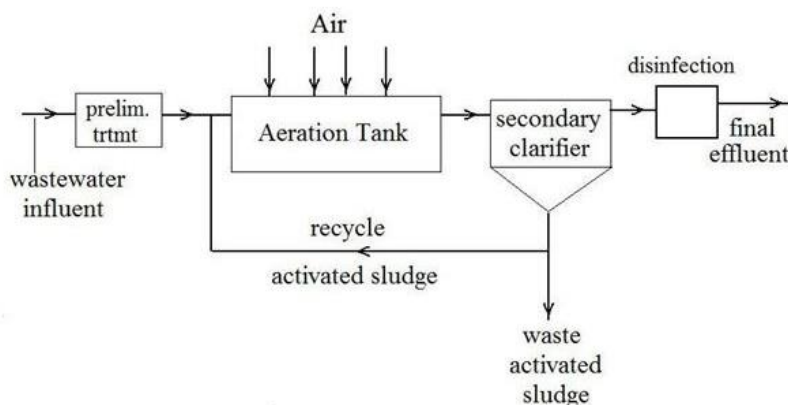 Air
disinfection
prelim.
trtmt
Aeration Tank
secondary
clarifier
final
effluent
wastewater
influent
recycle
activated sludge
waste
activated
sludge